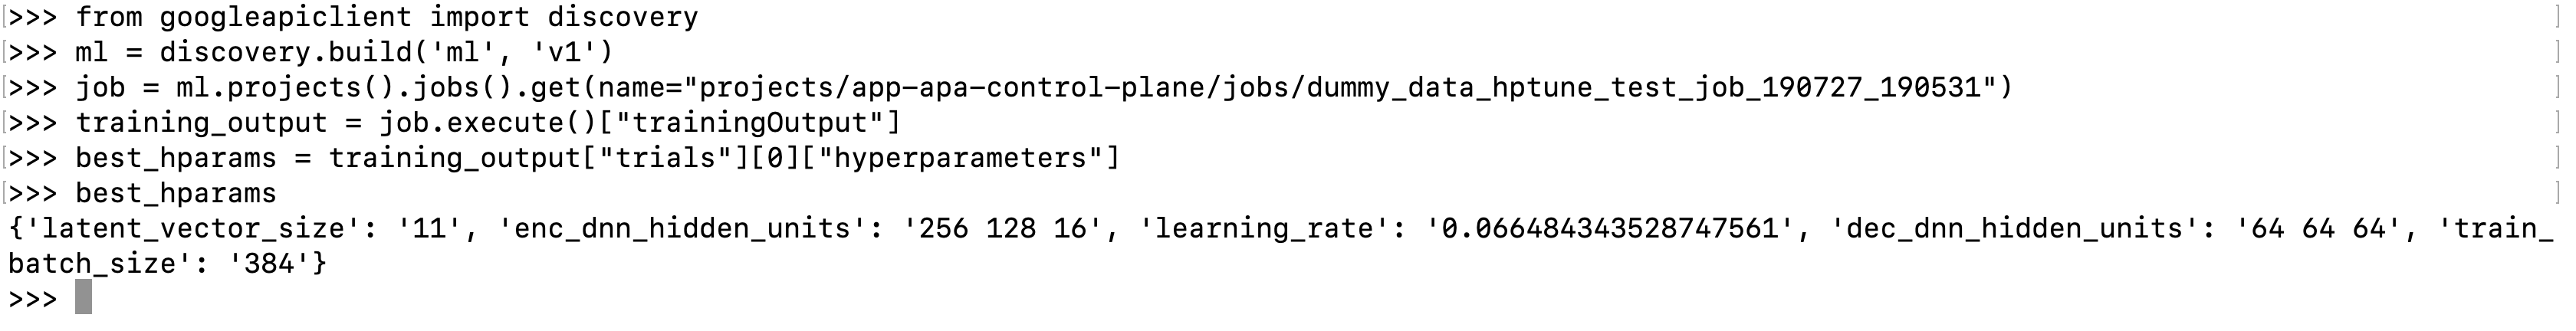 [>>> from googleapiclient import discovery ]
[>>> ml = discovery.build('ml', 'v1') ]
[>>> job = ml.projects().jobs().get(name="projects/app-apa-control-plane/jobs/dummy_data_hptune_test_job_190727_190531") ]
[>>> training_output = job.execute()["trainingOutput"] ]
[>>> best_hparams = training_output["trials"][0]["hyperparameters"] ]
[>>> best_hparams ]
{'latent_vector_size': '11', 'enc_dnn_hidden_units': '256 128 16', 'learning_rate': '0.066484343528747561', 'dec_dnn_hidden_units': '64 64 64', 'train_
batch_size': '384'}
>>>